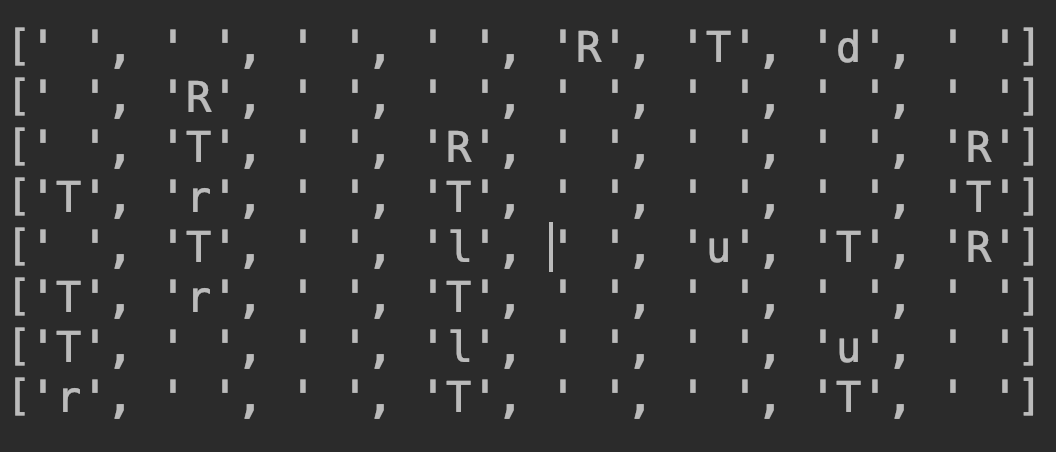 [' ', ' ', ' ', ' ', 'R', 'T', 'd', ' ']
[' ', 'R', ' ', ' ', ' ', ' ', ' ', ' ']
[' ', 'T', ' ', 'R', ' ', ' ', ' ', 'R']
['T', 'r', ' ', 'T', ' ', ' ', ' ', 'T']
[' ', 'T', ' ', 'l', ' ', 'u', 'T', 'R']
['T', 'r', ' ', 'T', ' ', ' ', ' ', ' ']
['T', ' ', ' ', 'l', ' ', ' ', 'u', ' ']
['r', ' ', ' ', 'T', ' ', ' ', 'T', ' ']